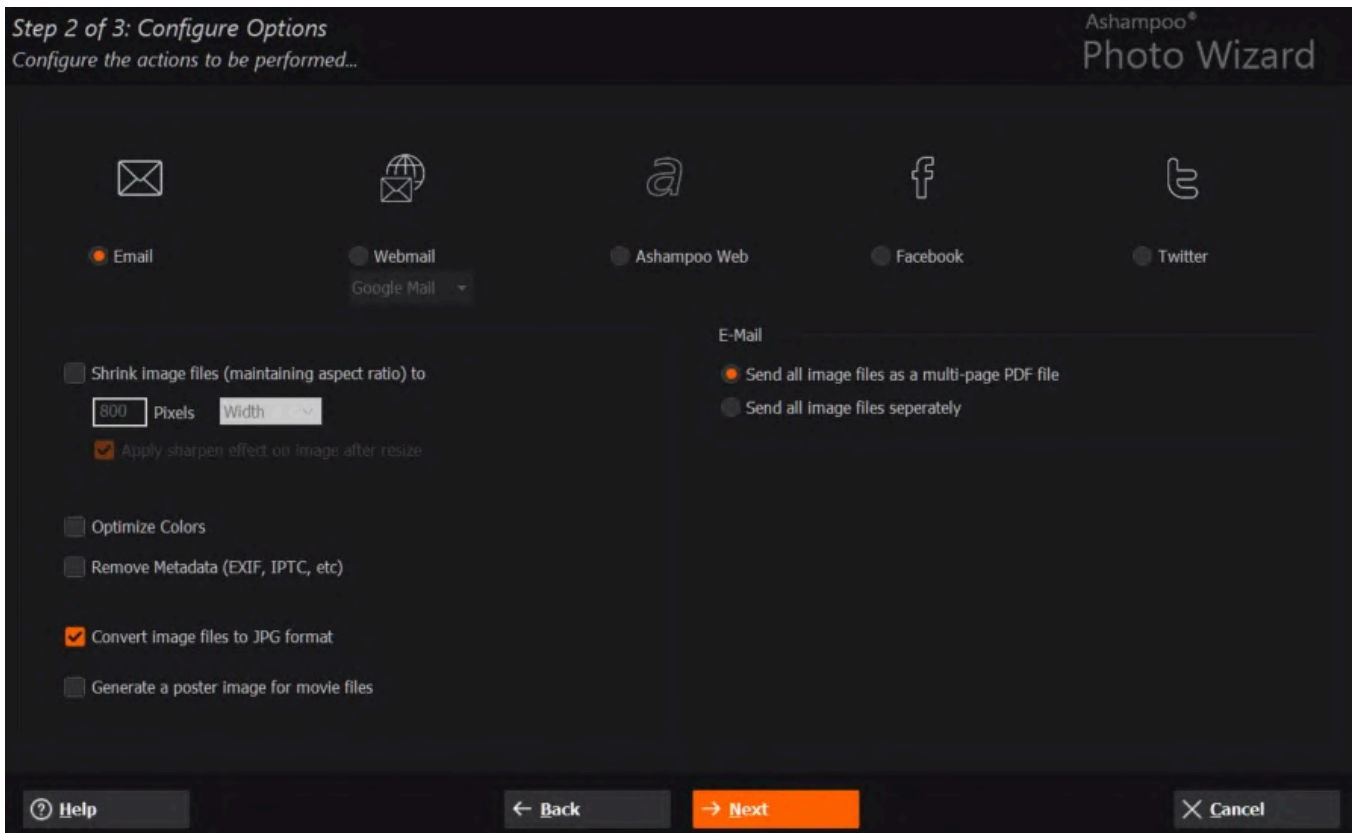 Step 2 of 3: Configure Options
Configure the actions to be performed...
Ashampoo®
Photo Wizard
Email
Webmail
Ashampoo Web
Facebook
Twitter
Google Mail
E-Mail
Shrink image files (maintaining aspect ratio) to
800 Pixels Width
Apply sharpen effect on image after resize
Send all image files as a multi-page PDF file
Send all image files seperately
Optimize Colors
Remove Metadata (EXIF, IPTC, etc)
Convert image files to JPG format
Generate a poster image for movie files
Help
Back
Next
Cancel